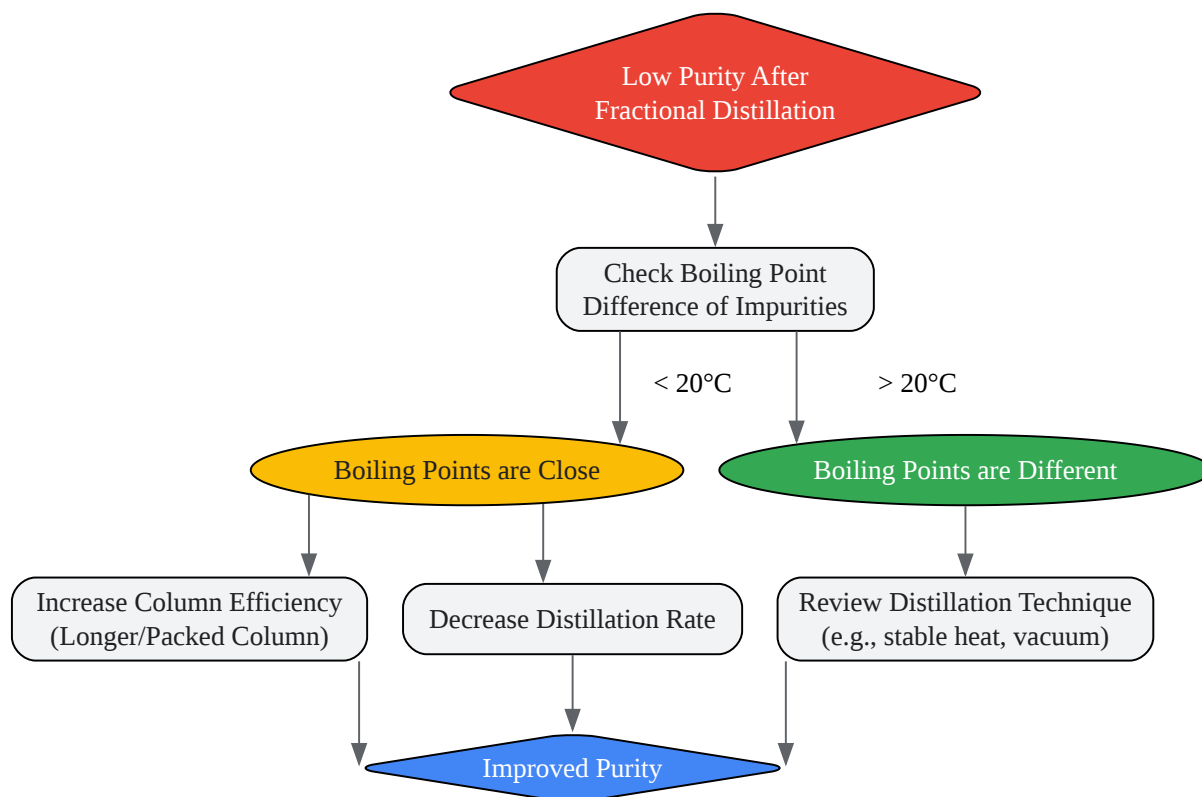 Low Purity After
Fractional Distillation
Check Boiling Point
Difference of Impurities
< 20°C
> 20°C
Boiling Points are Close
Boiling Points are Different
Increase Column Efficiency
(Longer/Packed Column)
Decrease Distillation Rate
Review Distillation Technique
(e.g., stable heat, vacuum)
Improved Purity